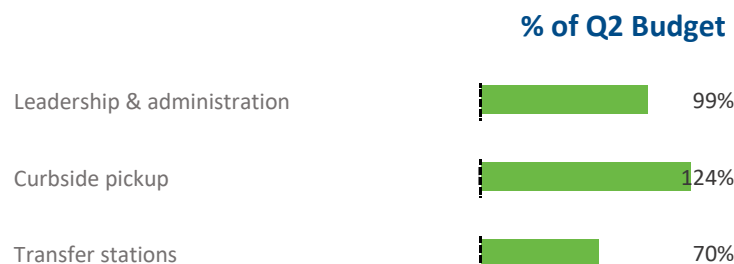 % of Q2 Budget
Leadership & administration 99%
Curbside pickup 124%
Transfer stations 70%